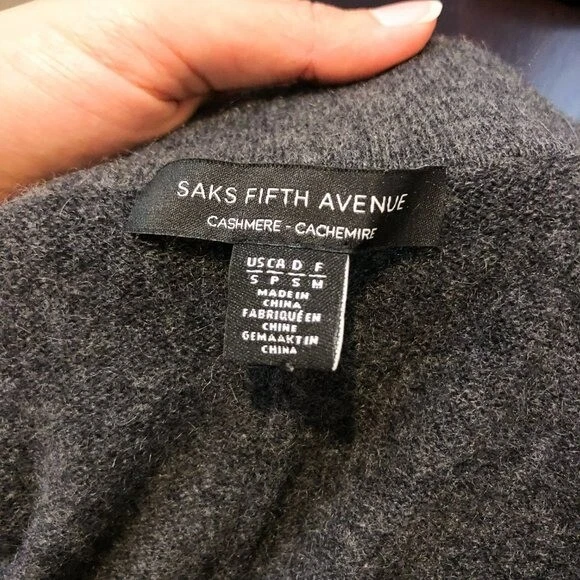 SAKS FIFTH AVENUE
CASHMERE - CACHEMIRE
US CA D F
S P S M
MADE IN
CHINA
FABRIQUÉ EN
CHINE
GEMAAKT IN
CHINA